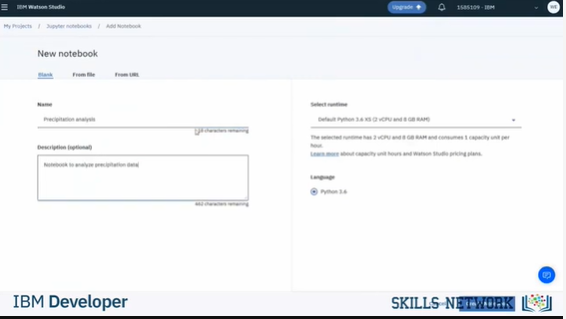 IBM Watson Studio
Upgrade
1585109 - IBM
WE
My Projects / Jupyter notebooks / Add Notebook
New notebook
Blank
From file
From URL
Name
Precipitation analysis
characters remaining
Description (optional)
Notebook to analyze precipitation data
462 characters remaining
Select runtime
Default Python 3.6 XS (2 vCPU and 8 GB RAM)
The selected runtime has 2 vCPU and 8 GB RAM and consumes 1 capacity unit per
hour.
Learn more about capacity unit hours and Watson Studio pricing plans.
Language
Python 3.6
IBM Developer
SKILLS NETWORK